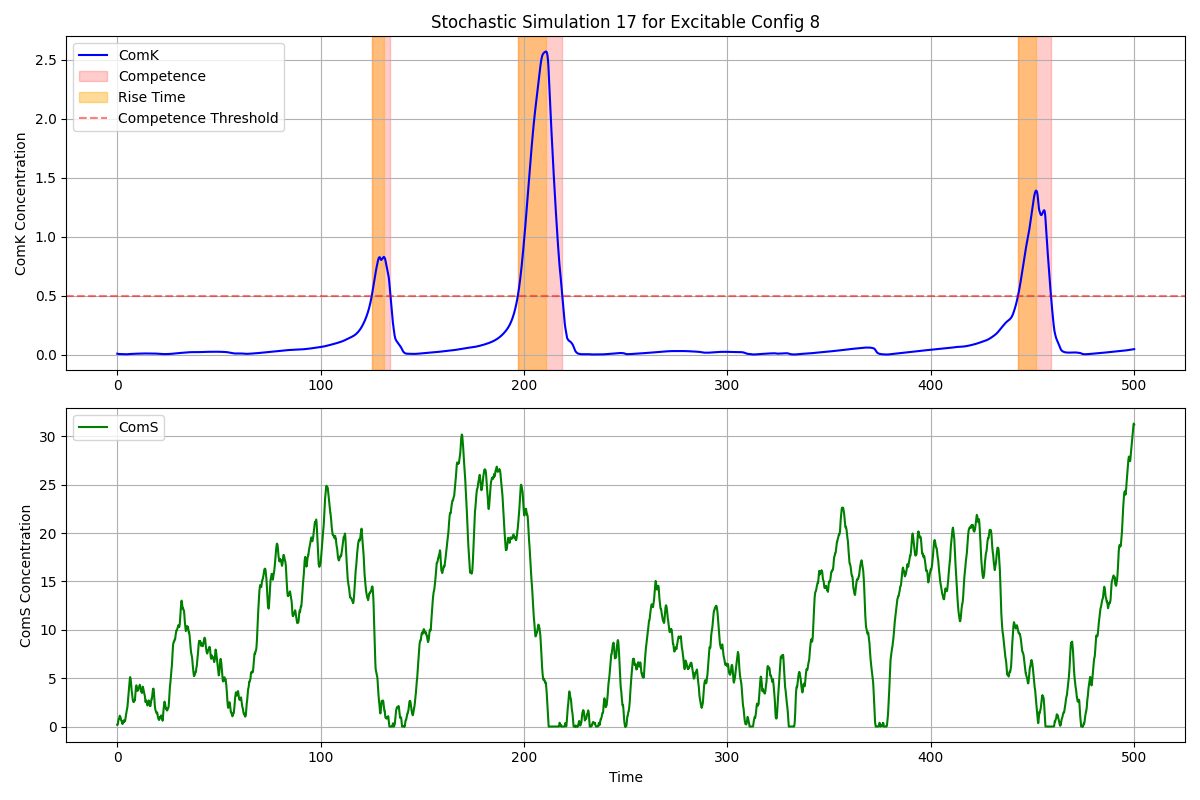 Stochastic Simulation 17 for Excitable Config 8
ComK Concentration
2.5
2.0
1.5
1.0
0.5
0.0
ComK
Competence
Rise Time
Competence Threshold
0 100 200 300 400 500
ComS Concentration
30
25
20
15
10
5
0
ComS
0 100 200 300 400 500
Time